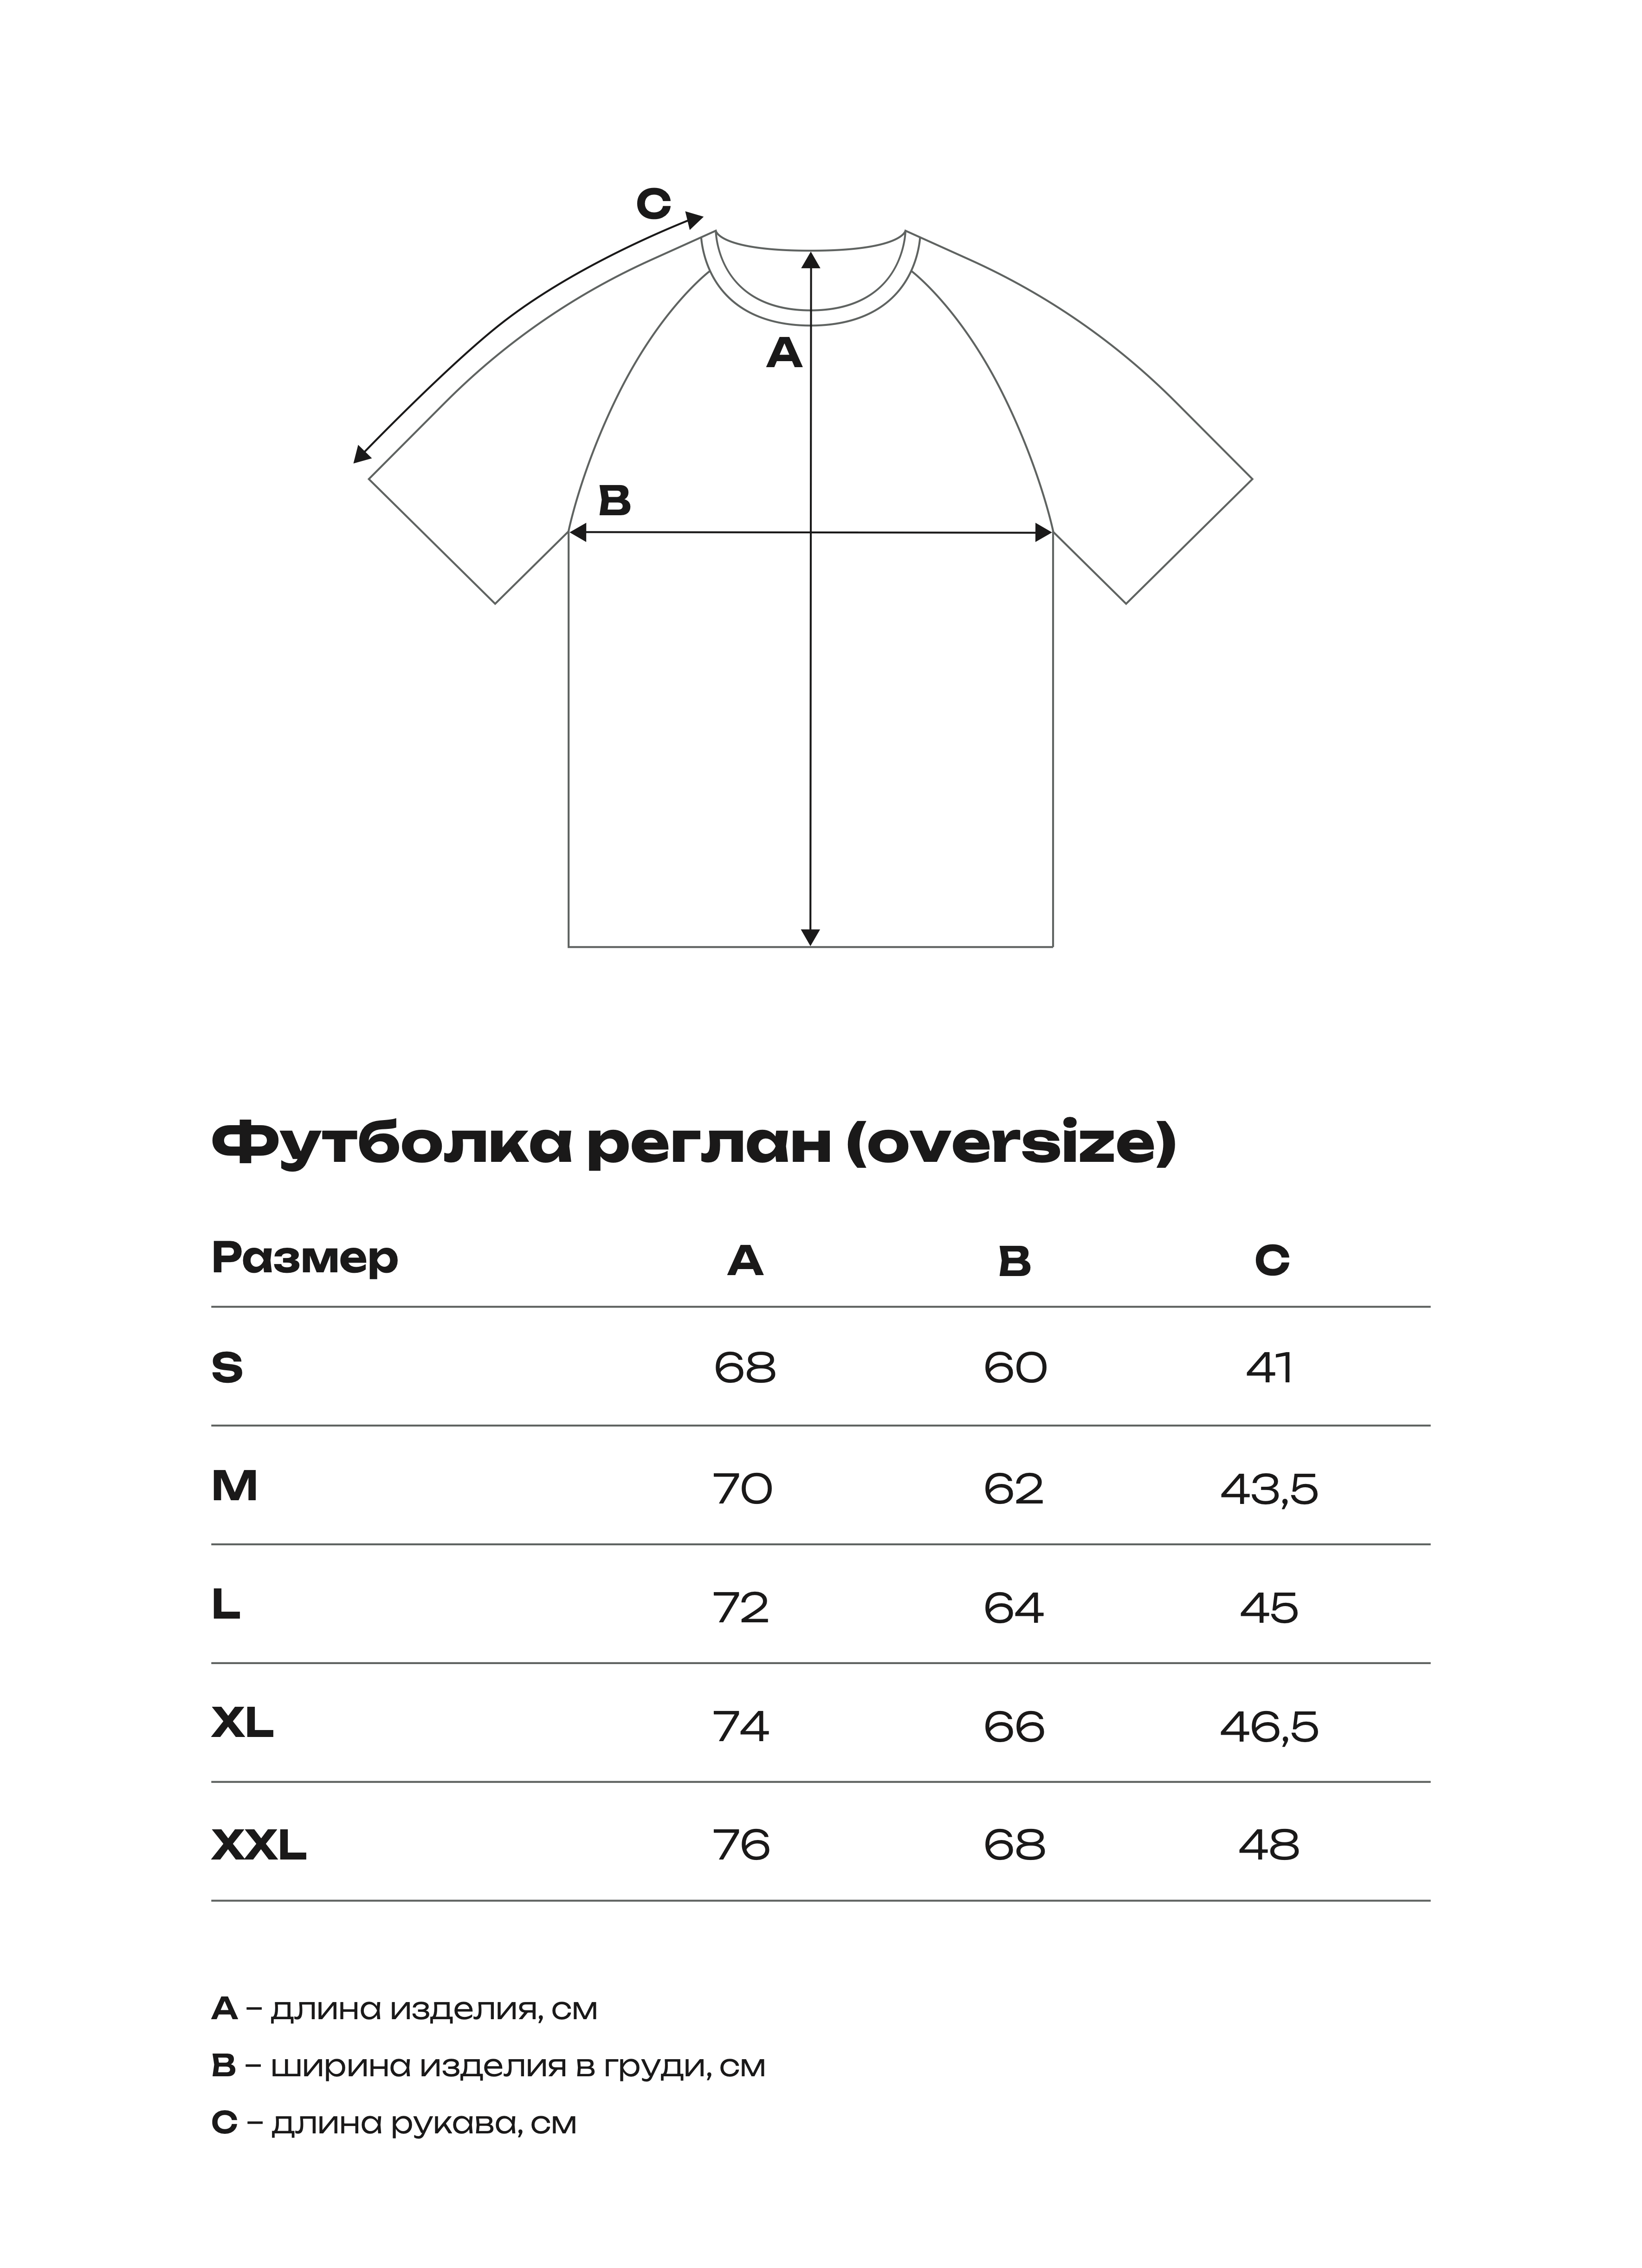 C
A
B
Футболка реглан (oversize)
Размер A B C
S 68 60 41
M 70 62 43,5
L 72 64 45
XL 74 66 46,5
XXL 76 68 48
A – длина изделия, см
B – ширина изделия в груди, см
C – длина рукава, см